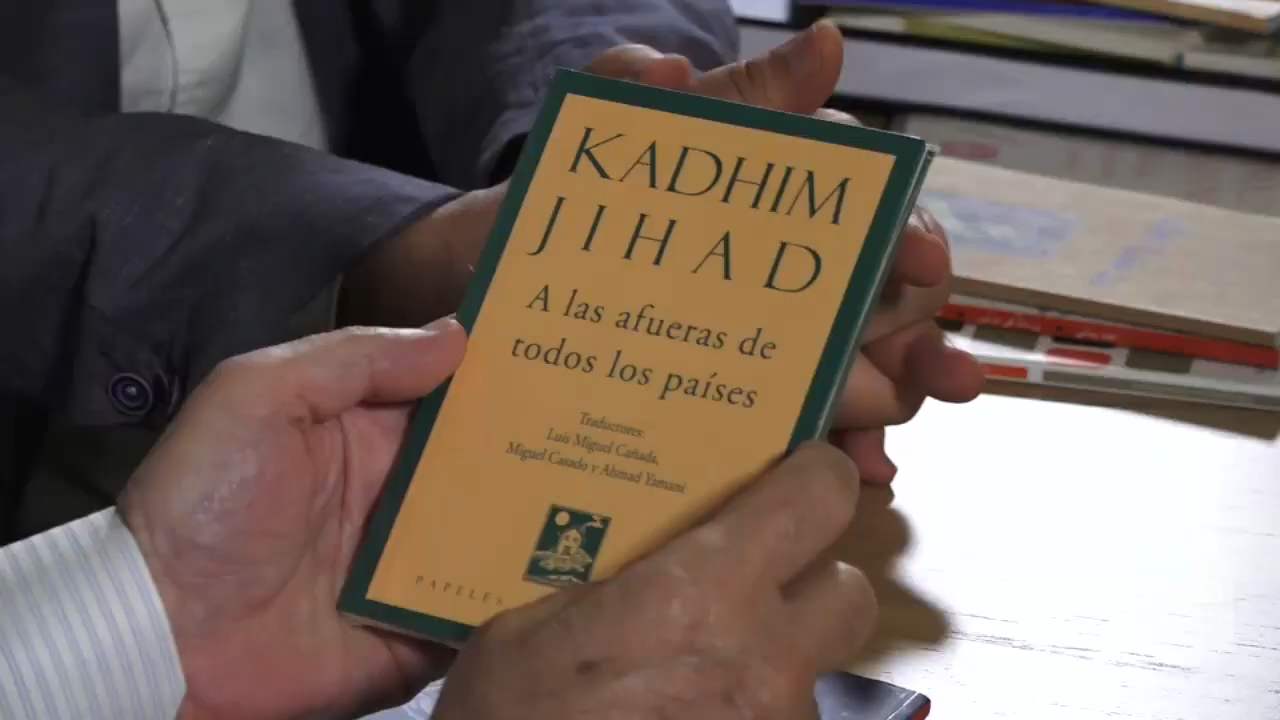 KADHIM
JIHAD
A las afueras de
todos los países
Traductores:
Luis Miguel Cañada,
Miguel Casado y Ahmad Yamani
PAPELES